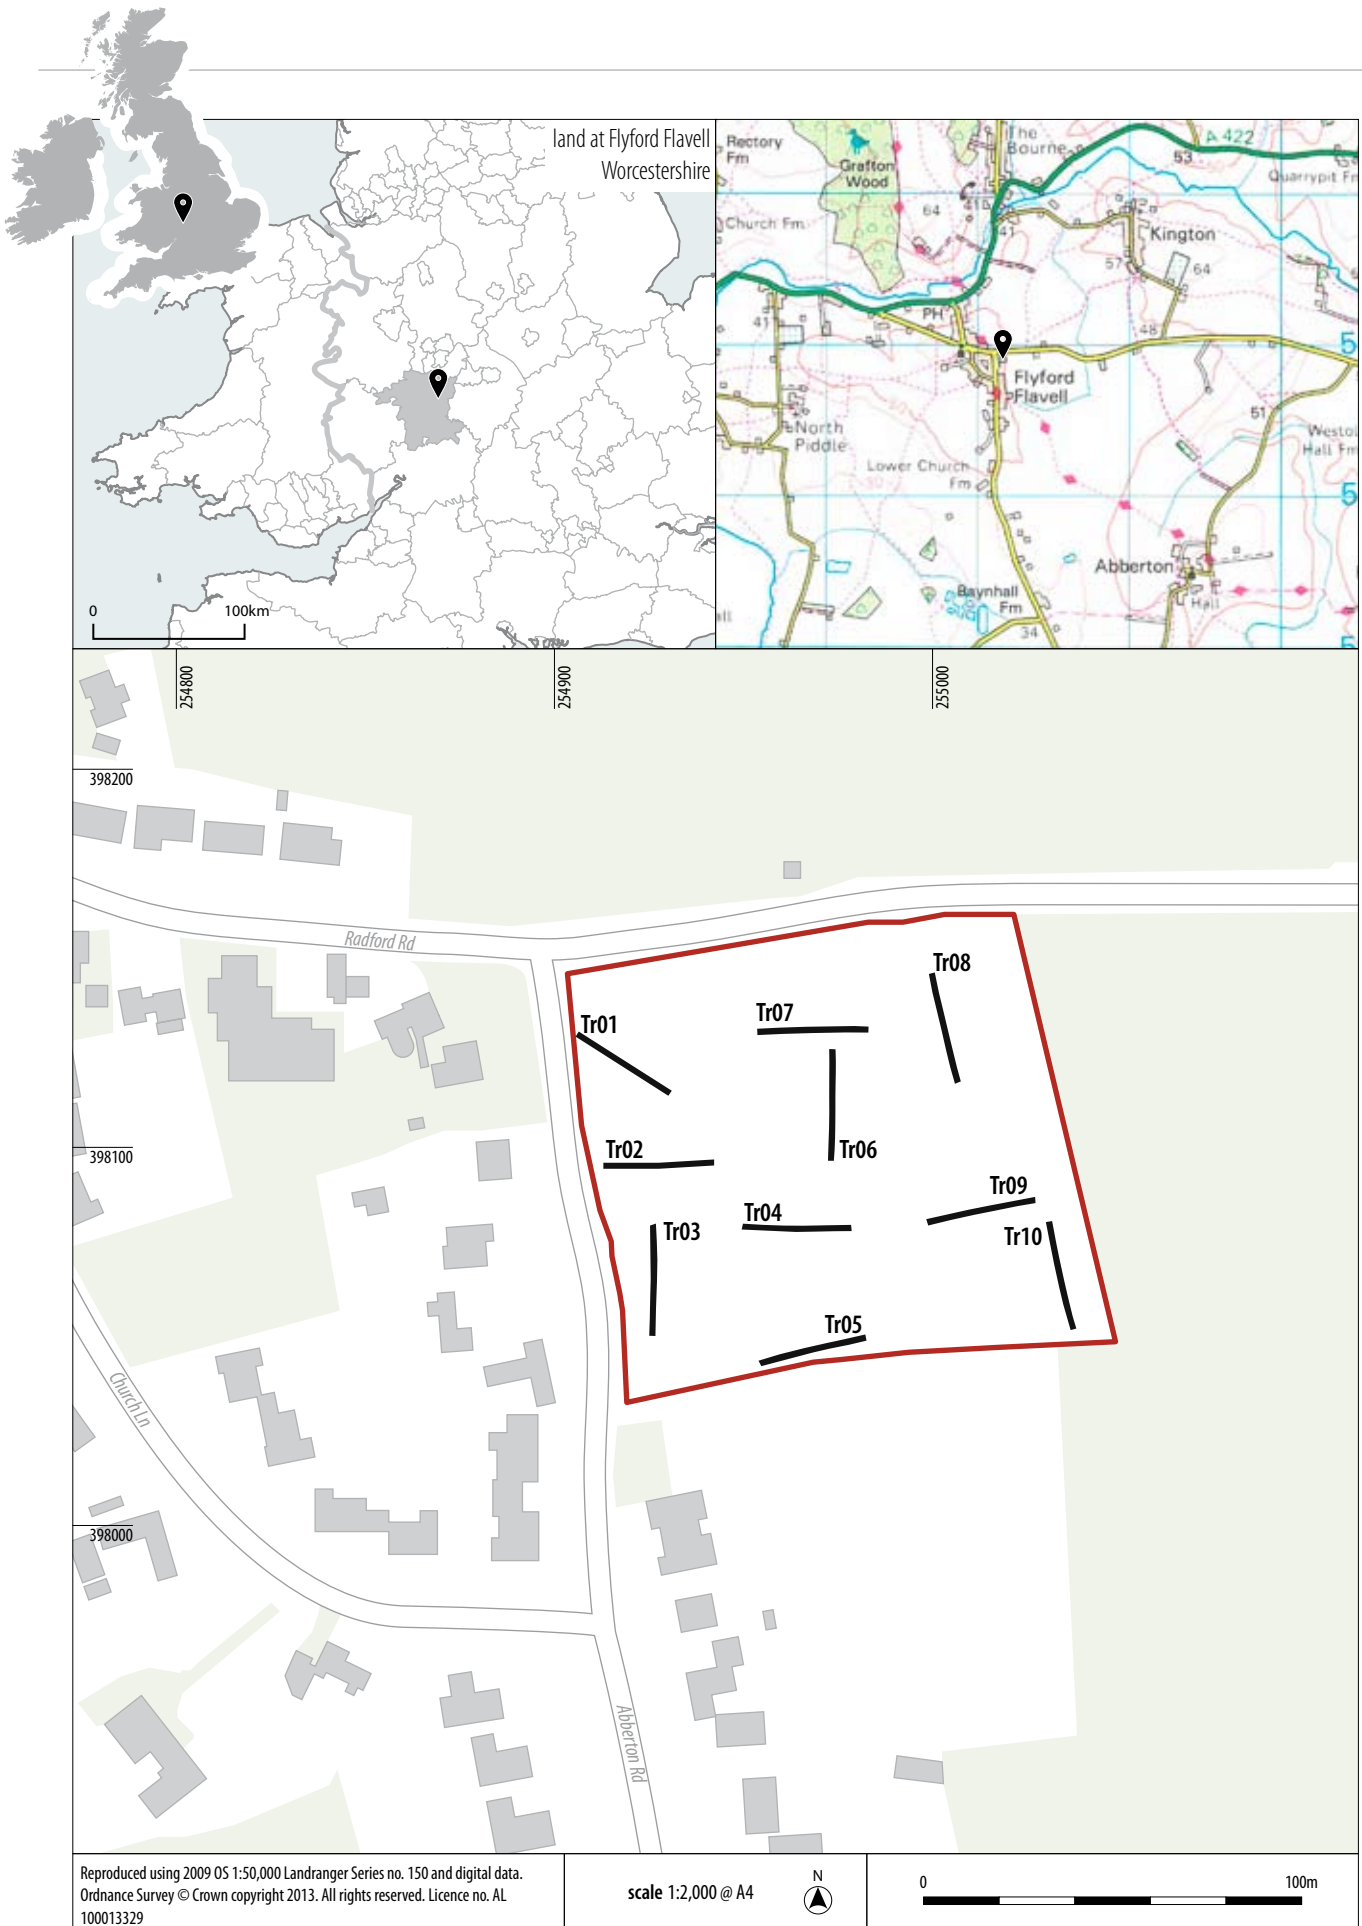 land at Flyford Flavell
Worcestershire
0
100km
Rectory
Fm
Grafton
Wood
The
Bourne
A 422
53
Quarrypit Fm
Church Fm
64
41
Kington
57
64
41
PH
48
Flyford
Flavell
North
Piddle
51
Lower Church
Fm
Hall Fm
Abberton
Hall
Baynhall
Fm
34
5
5
5
254800
254900
255000
398200
Radford Rd
Tr08
Tr07
Tr01
398100
Tr02
Tr06
Tr09
Tr04
Tr03
Tr10
Tr05
Church Ln
398000
Abberton Rd
Reproduced using 2009 OS 1:50,000 Landranger Series no. 150 and digital data.
Ordnance Survey © Crown copyright 2013. All rights reserved. Licence no. AL
100013329
scale 1:2,000 @ A4
N
0
100m